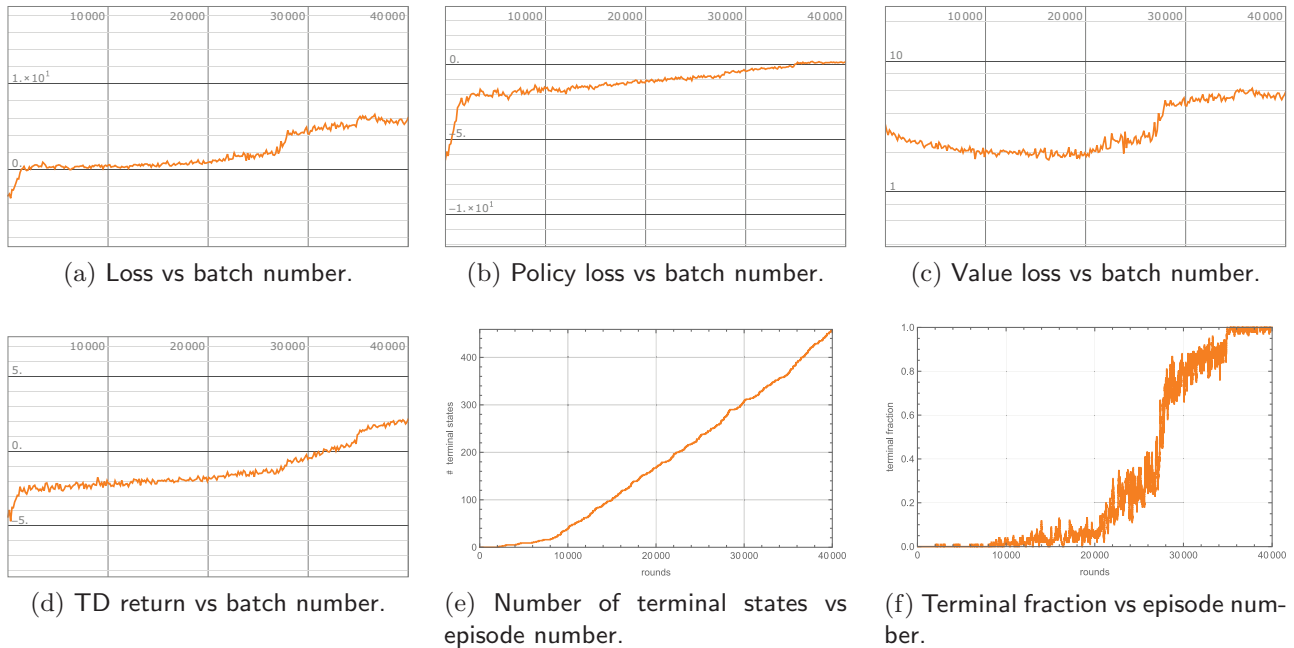 10000 20000 30000 40000
1.×10¹
0.
(a) Loss vs batch number.
10000 20000 30000 40000
0.
−5.
−1.×10¹
(b) Policy loss vs batch number.
10000 20000 30000 40000
10
1
(c) Value loss vs batch number.
10000 20000 30000 40000
5.
0.
−5.
(d) TD return vs batch number.
# terminal states
400
300
200
100
0
0 10000 20000 30000 40000
rounds
(e) Number of terminal states vs
episode number.
terminal fraction
1.0
0.8
0.6
0.4
0.2
0.0
0 10000 20000 30000 40000
rounds
(f) Terminal fraction vs episode num-
ber.